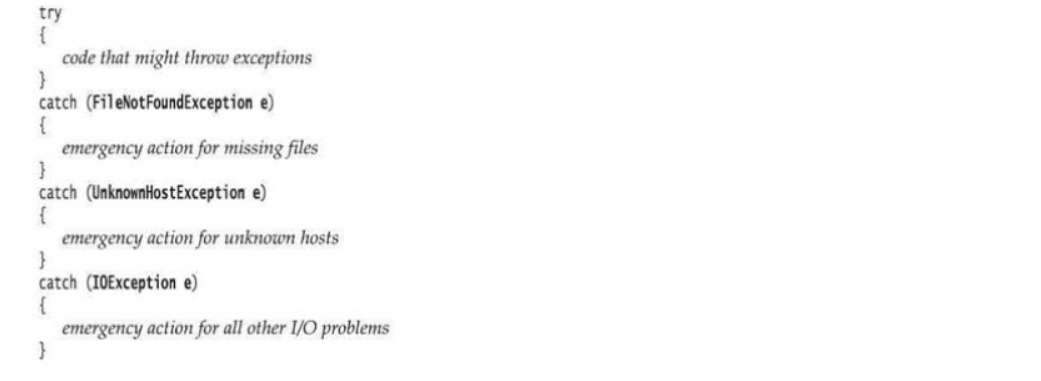 try
{
code that might throw exceptions
}
catch (FileNotFoundException e)
{
emergency action for missing files
}
catch (UnknownHostException e)
{
emergency action for unknown hosts
}
catch (IOException e)
{
emergency action for all other I/O problems
}